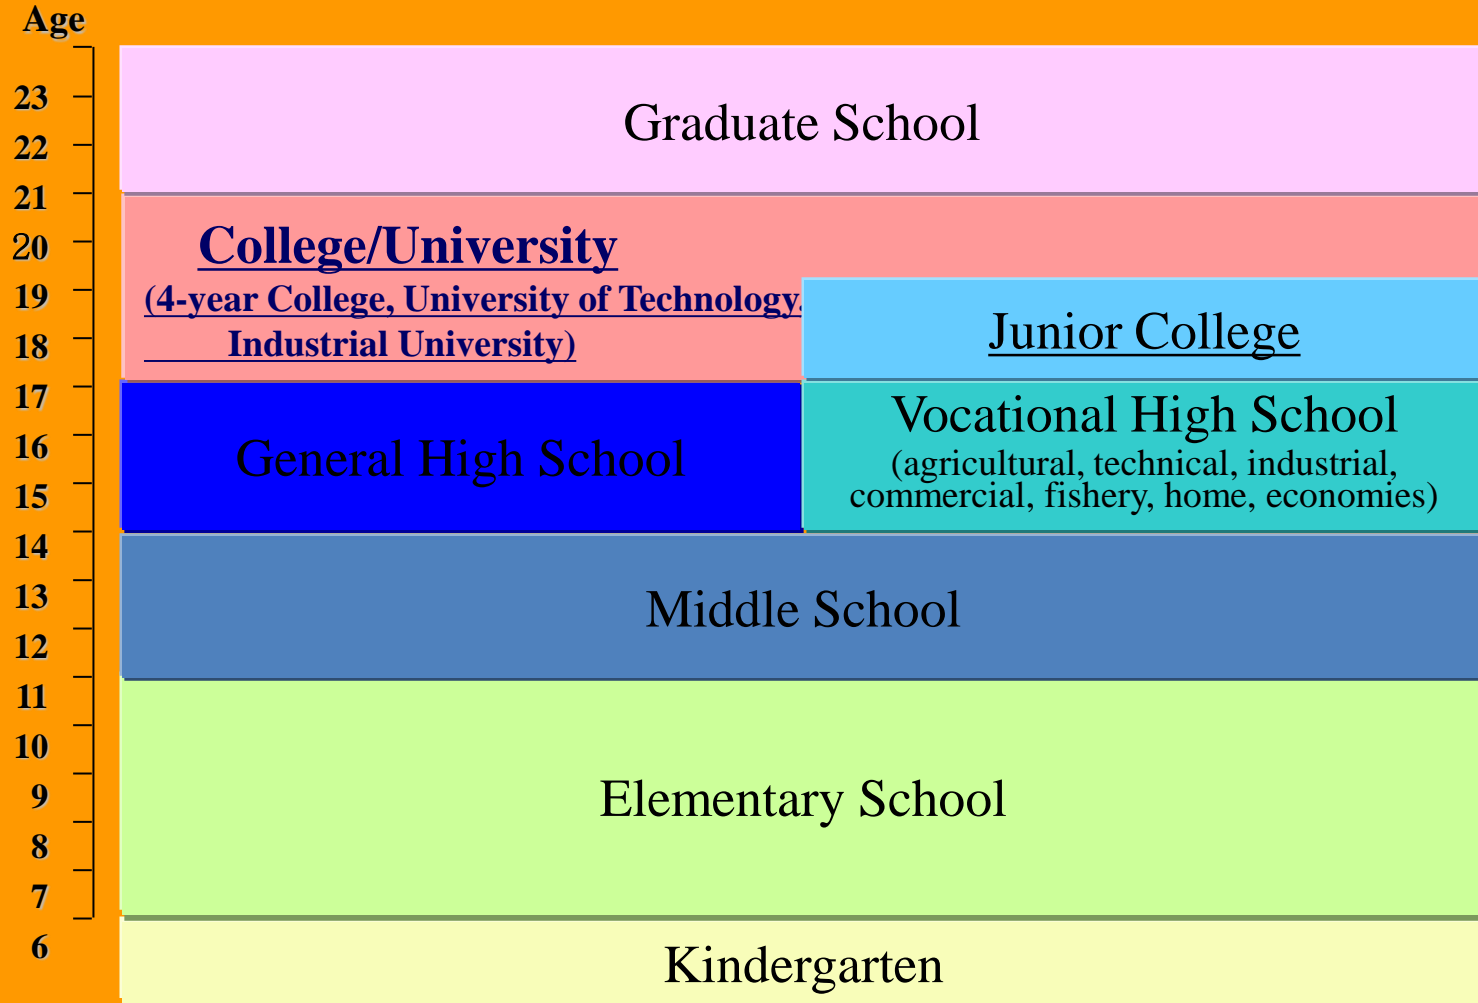 Age
23
22
21
20
19
18
17
16
15
14
13
12
11
10
9
8
7
6
Graduate School
College/University
(4-year College, University of Technology.
Industrial University)
Junior College
General High School
Vocational High School
(agricultural, technical, industrial,
commercial, fishery, home, economies)
Middle School
Elementary School
Kindergarten